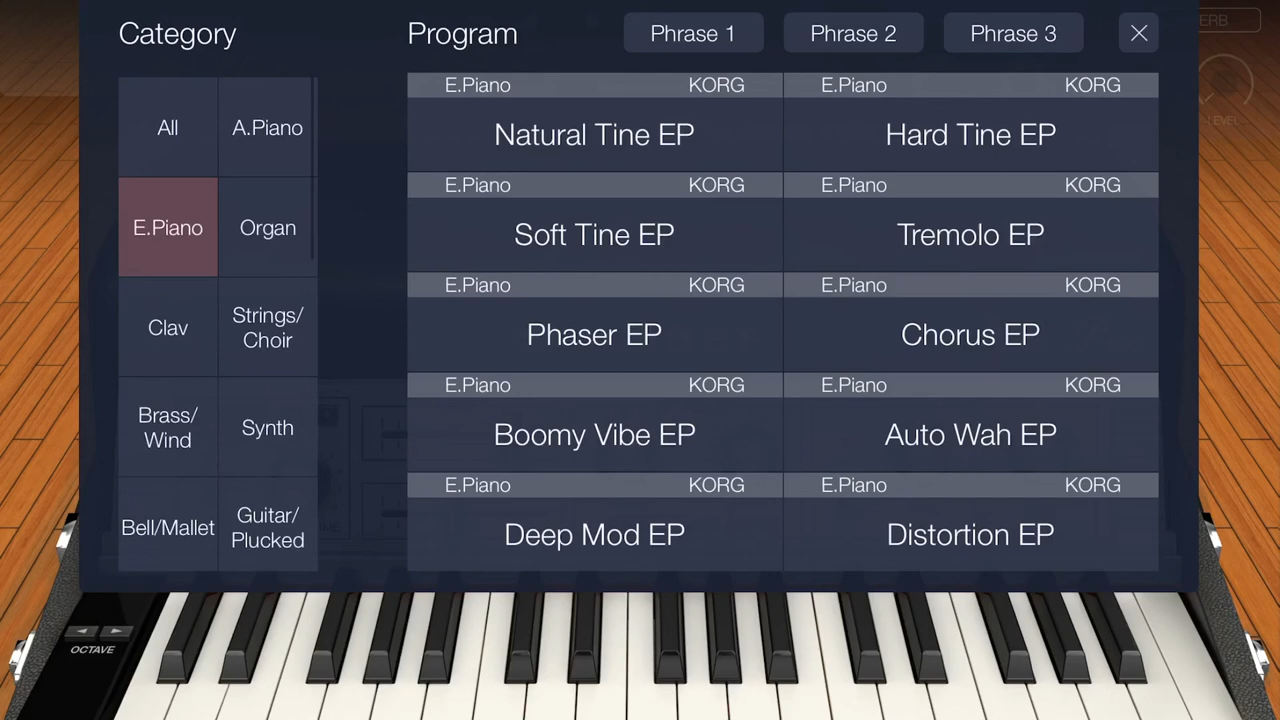 Category
Program
Phrase 1
Phrase 2
Phrase 3
ERB
LEVEL
All
A.Piano
E.Piano
Organ
Clav
Strings/
Choir
Brass/
Wind
Synth
Bell/Mallet
Guitar/
Plucked
E.Piano KORG
Natural Tine EP
E.Piano KORG
Hard Tine EP
E.Piano KORG
Soft Tine EP
E.Piano KORG
Tremolo EP
E.Piano KORG
Phaser EP
E.Piano KORG
Chorus EP
E.Piano KORG
Boomy Vibe EP
E.Piano KORG
Auto Wah EP
E.Piano KORG
Deep Mod EP
E.Piano KORG
Distortion EP
OCTAVE